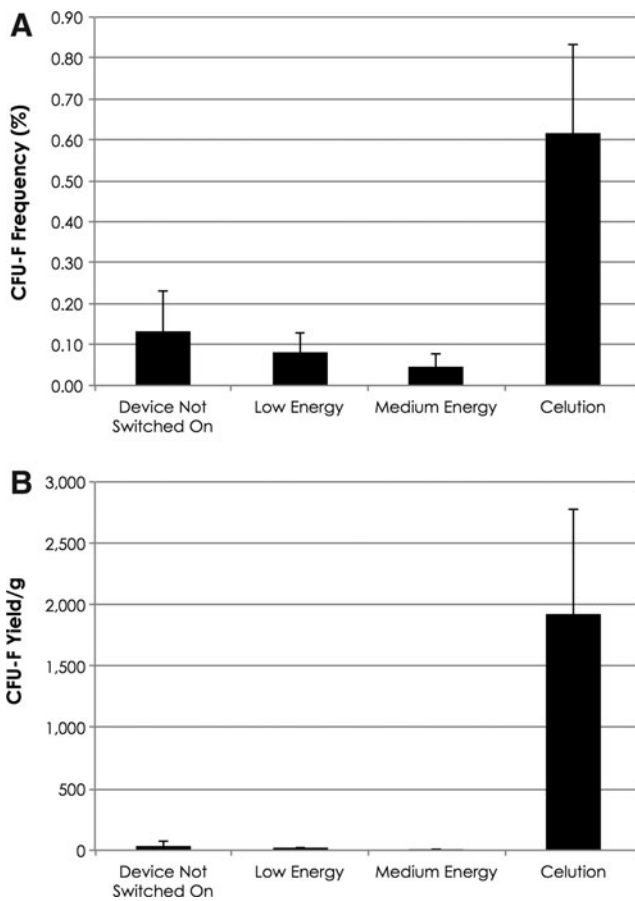 A
CFU-F Frequency (%)
0.90
0.80
0.70
0.60
0.50
0.40
0.30
0.20
0.10
0.00
Device Not
Switched On
Low Energy
Medium Energy
Celution
B
CFU-F Yield/g
3,000
2,500
2,000
1,500
1,000
500
0
Device Not
Switched On
Low Energy
Medium Energy
Celution